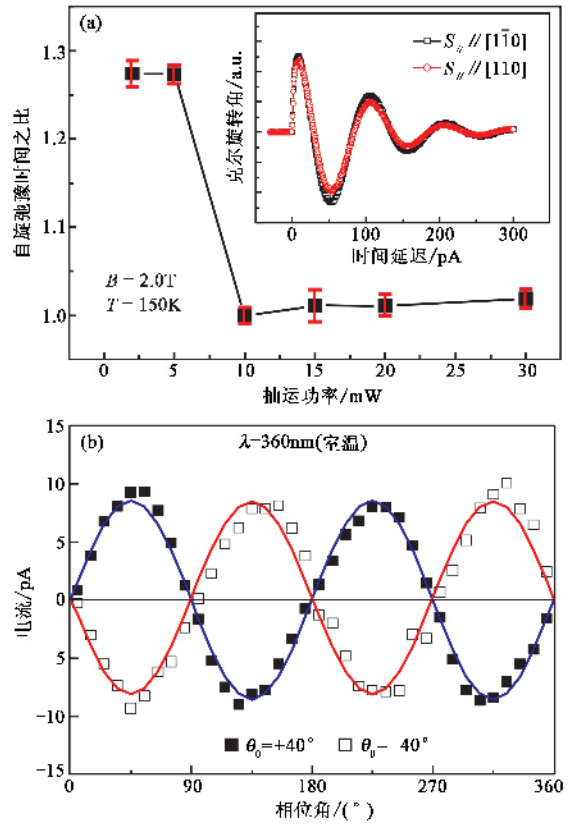 (a)
自旋弛豫时间之比
1.3
1.2
1.1
1.0
B = 2.0T
T = 150K
0 5 10 15 20 25 30
抽运功率/mW
克尔旋转角/a.u.
S// // [11̄0]
S// // [110]
0 100 200 300
时间延迟/pA
(b)
λ=360nm(室温)
电流/pA
15
10
5
0
−5
−10
−15
θ₀=+40° θ₀− 40°
0 90 180 270 360
相位角/(°)